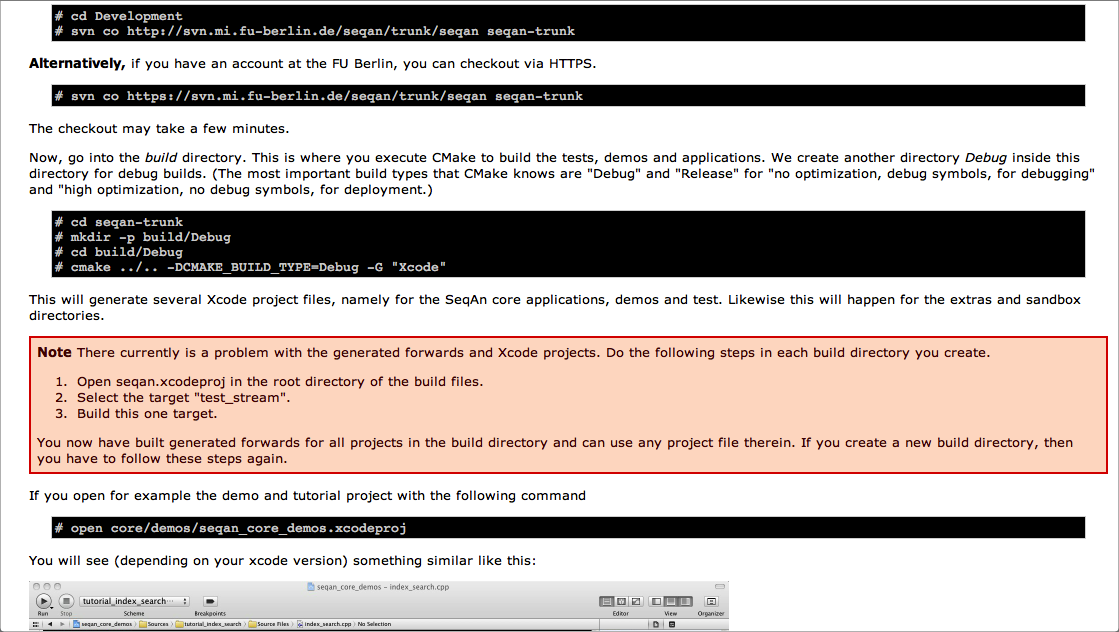 # cd Development
# svn co http://svn.mi.fu-berlin.de/seqan/trunk/seqan seqan-trunk
Alternatively, if you have an account at the FU Berlin, you can checkout via HTTPS.
# svn co https://svn.mi.fu-berlin.de/seqan/trunk/seqan seqan-trunk
The checkout may take a few minutes.
Now, go into the build directory. This is where you execute CMake to build the tests, demos and applications. We create another directory Debug inside this
directory for debug builds. (The most important build types that CMake knows are "Debug" and "Release" for "no optimization, debug symbols, for debugging"
and "high optimization, no debug symbols, for deployment.)
# cd seqan-trunk
# mkdir -p build/Debug
# cd build/Debug
# cmake ../.. -DCMAKE_BUILD_TYPE=Debug -G "Xcode"
This will generate several Xcode project files, namely for the SeqAn core applications, demos and test. Likewise this will happen for the extras and sandbox
directories.
Note There currently is a problem with the generated forwards and Xcode projects. Do the following steps in each build directory you create.
1. Open seqan.xcodeproj in the root directory of the build files.
2. Select the target "test_stream".
3. Build this one target.
You now have built generated forwards for all projects in the build directory and can use any project file therein. If you create a new build directory, then
you have to follow these steps again.
If you open for example the demo and tutorial project with the following command
# open core/demos/seqan_core_demos.xcodeproj
You will see (depending on your xcode version) something similar like this:
seqan_core_demos – index_search.cpp
tutorial_index_search···
Run Stop Scheme Breakpoints Editor View Organizer
seqan_core_demos Sources tutorial_index_search Source Files index_search.cpp No Selection